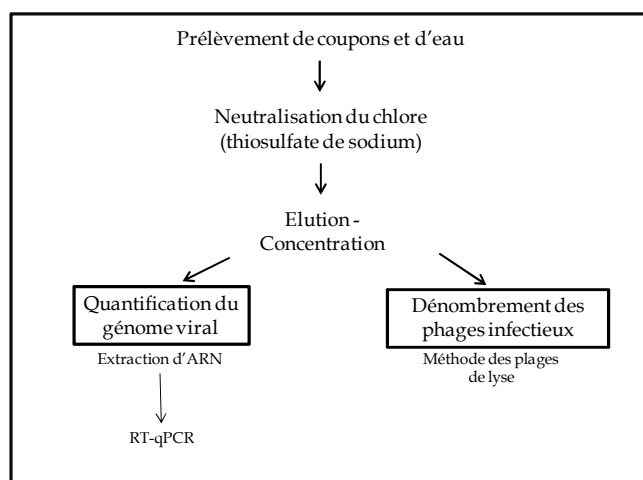 Prélèvement de coupons et d'eau
Neutralisation du chlore
(thiosulfate de sodium)
Elution -
Concentration
Quantification du
génome viral
Extraction d'ARN
RT-qPCR
Dénombrement des
phages infectieux
Méthode des plages
de lyse